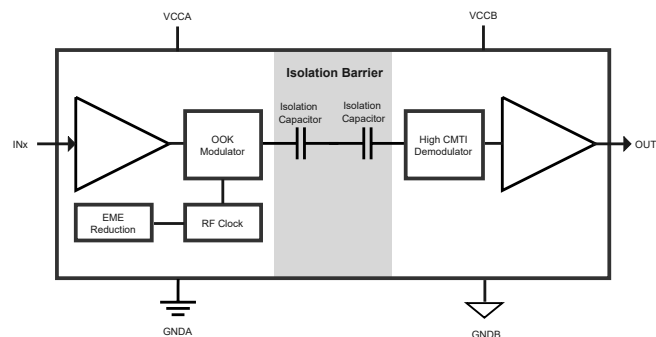 VCCA
VCCB
Isolation Barrier
Isolation
Capacitor
Isolation
Capacitor
INx
OOK
Modulator
High CMTI
Demodulator
OUT
EME
Reduction
RF Clock
GNDA
GNDB